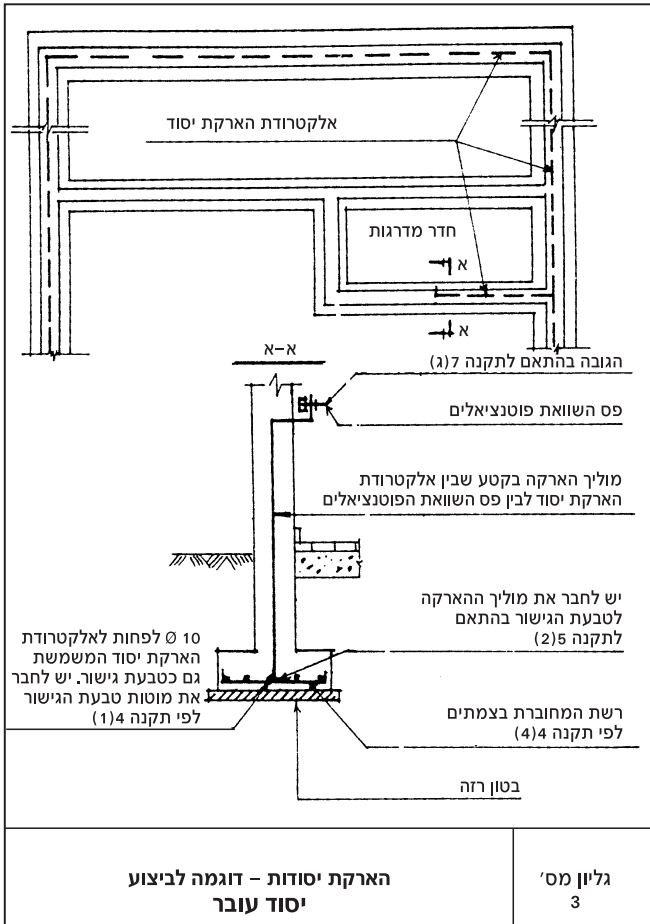 אלקטרודת הארקת יסוד
חדר מדרגות
א
א
א-א
הגובה בהתאם לתקנה 7(ג)
פס השוואת פוטנציאלים
מוליך הארקה בקטע שבין אלקטרודת
הארקת יסוד לבין פס השוואת הפוטנציאלים
יש לחבר את מוליך ההארקה
לטבעת הגישור בהתאם
לתקנה 5(2)
10 Ø לפחות לאלקטרודת
הארקת יסוד המשמשת
גם כטבעת גישור. יש לחבר
את מוטות טבעת הגישור
לפי תקנה 4(1)
רשת המחוברת בצמתים
לפי תקנה 4(4)
בטון רזה
הארקת יסודות – דוגמה לביצוע
יסוד עובר
גליון מס'
3